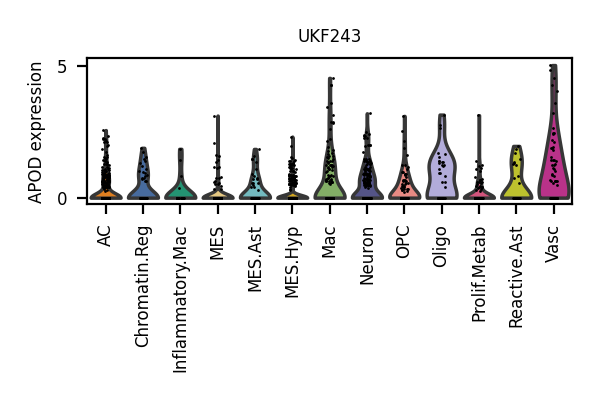 UKF243
APOD expression
5
0
AC
Chromatin.Reg
Inflammatory.Mac
MES
MES.Ast
MES.Hyp
Mac
Neuron
OPC
Oligo
Prolif.Metab
Reactive.Ast
Vasc